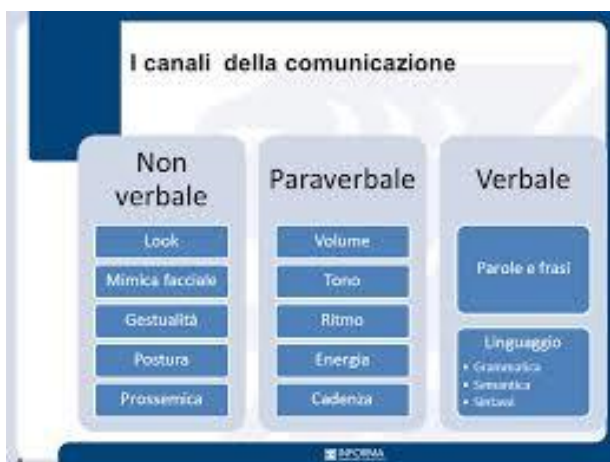 I canali della comunicazione
Non
verbale
Look
Mimica facciale
Gestualità
Postura
Prossemica
Paraverbale
Volume
Tono
Ritmo
Energia
Cadenza
Verbale
Parole e frasi
Linguaggio
• Grammatica
• Semantica
• Sintassi
INFORMA